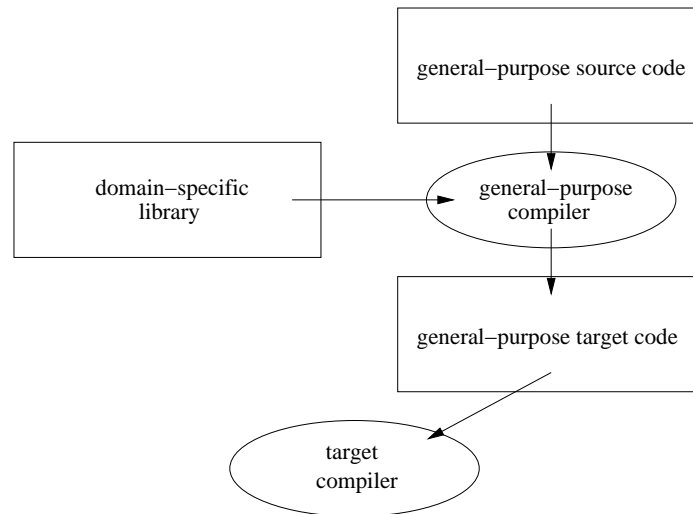 general−purpose source code
domain−specific
library
general−purpose
compiler
general−purpose target code
target
compiler